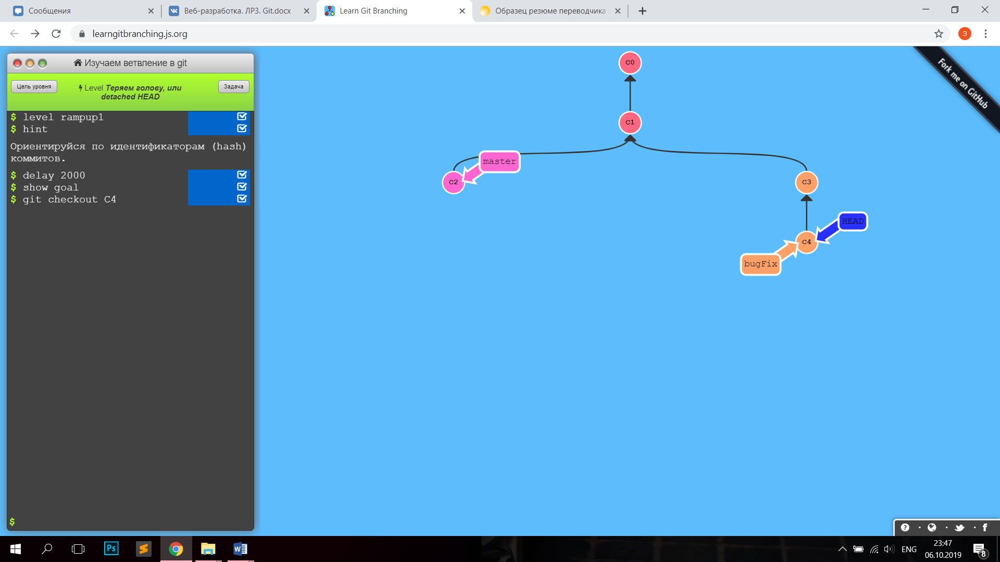 Сообщения
Веб-разработка. ЛР3. Git.docx
Learn Git Branching
Образец резюме переводчика
learngitbranching.js.org
Э
Изучаем ветвление в git
Цель уровня
Level Теряем голову, или
detached HEAD
Задача
$ level rampup1
$ hint
Ориентируйся по идентификаторам (hash)
коммитов.
$ delay 2000
$ show goal
$ git checkout C4
$
C0
C1
master
C2
C3
HEAD
C4
bugFix
Fork me on GitHub
Ps
ENG
23:47
06.10.2019
8